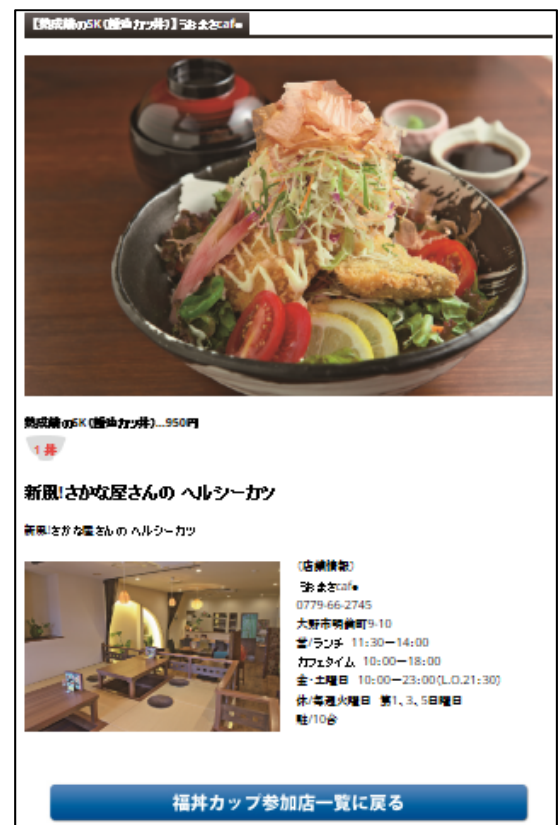 【熟成鯖のSK(醤油カツ丼)】うおまさcafe
熟成鯖のSK(醤油カツ丼)...950円
1丼
新風!さかな屋さんの ヘルシーカツ
新風!さかな屋さんの ヘルシーカツ
(店舗情報)
うおまさcafe
0779-66-2745
大野市明倫町9-10
営/ランチ 11:30ー14:00
カフェタイム 10:00ー18:00
金・土曜日 10:00ー23:00(L.O.21:30)
休/毎週火曜日 第1、3、5日曜日
駐/10台
福丼カップ参加店一覧に戻る